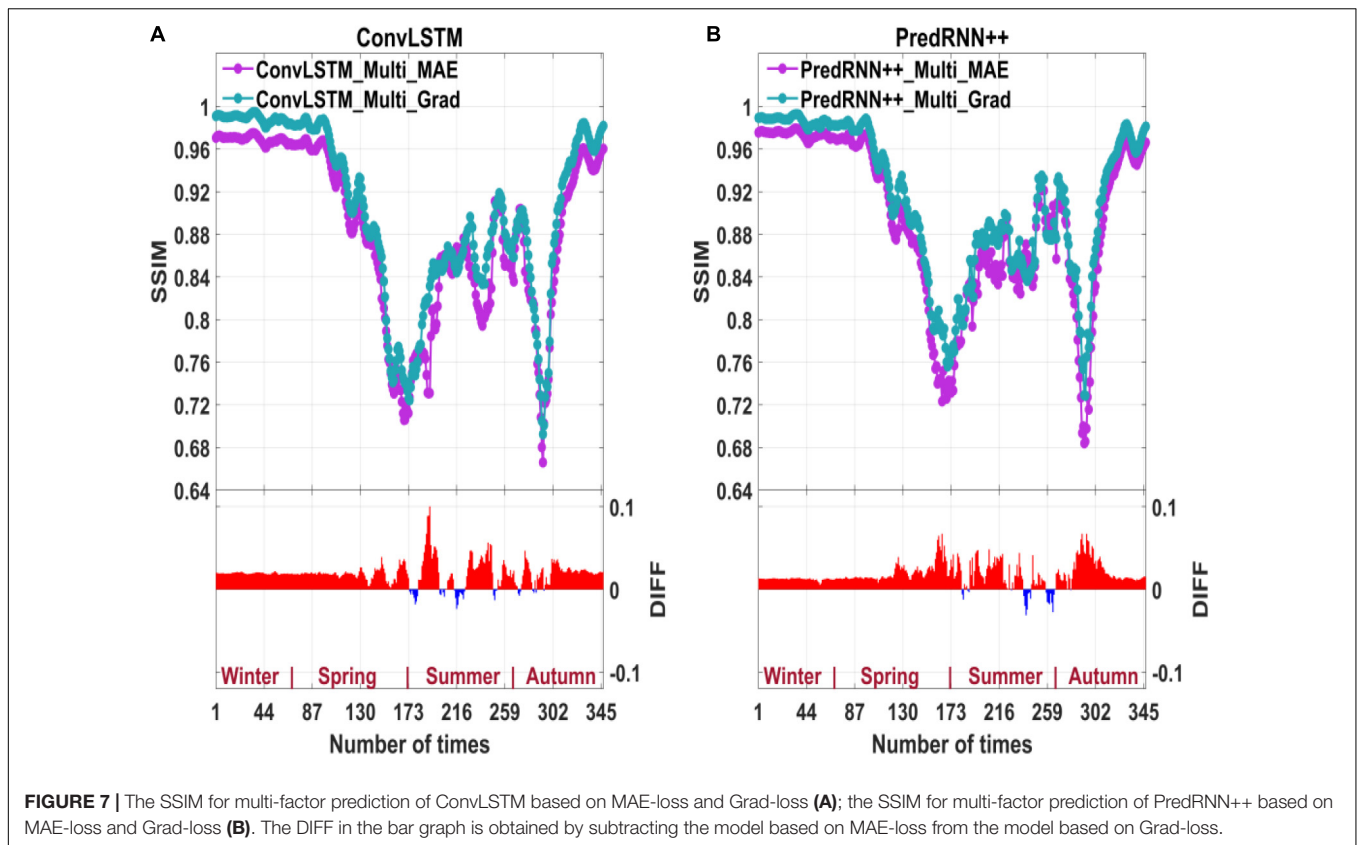 A
ConvLSTM
ConvLSTM_Multi_MAE
ConvLSTM_Multi_Grad
1
0.96
0.92
0.88
0.84
0.8
0.76
0.72
0.68
0.64
SSIM
0.1
0
-0.1
DIFF
Winter | Spring | Summer | Autumn
1 44 87 130 173 216 259 302 345
Number of times
B
PredRNN++
PredRNN++_Multi_MAE
PredRNN++_Multi_Grad
1
0.96
0.92
0.88
0.84
0.8
0.76
0.72
0.68
0.64
SSIM
0.1
0
-0.1
DIFF
Winter | Spring | Summer | Autumn
1 44 87 130 173 216 259 302 345
Number of times
FIGURE 7 | The SSIM for multi-factor prediction of ConvLSTM based on MAE-loss and Grad-loss (A); the SSIM for multi-factor prediction of PredRNN++ based on
MAE-loss and Grad-loss (B). The DIFF in the bar graph is obtained by subtracting the model based on MAE-loss from the model based on Grad-loss.